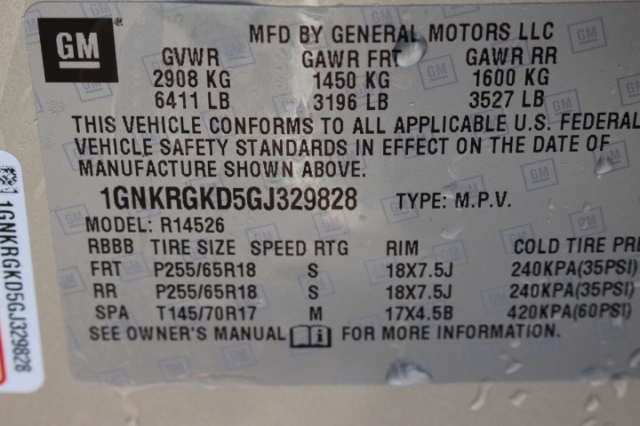 GM
MFD BY GENERAL MOTORS LLC
GVWR GAWR FRT GAWR RR
2908 KG 1450 KG 1600 KG
6411 LB 3196 LB 3527 LB
THIS VEHICLE CONFORMS TO ALL APPLICABLE U.S. FEDERAL
VEHICLE SAFETY STANDARDS IN EFFECT ON THE DATE OF
MANUFACTURE SHOWN ABOVE.
1GNKRGKD5GJ329828 TYPE: M.P.V.
MODEL: R14526
RBBB TIRE SIZE SPEED RTG RIM COLD TIRE PRE
FRT P255/65R18 S 18X7.5J 240KPA(35PSI)
RR P255/65R18 S 18X7.5J 240KPA(35PSI)
SPA T145/70R17 M 17X4.5B 420KPA(60PSI)
SEE OWNER'S MANUAL i FOR MORE INFORMATION
1GNKRGKD5GJ329828